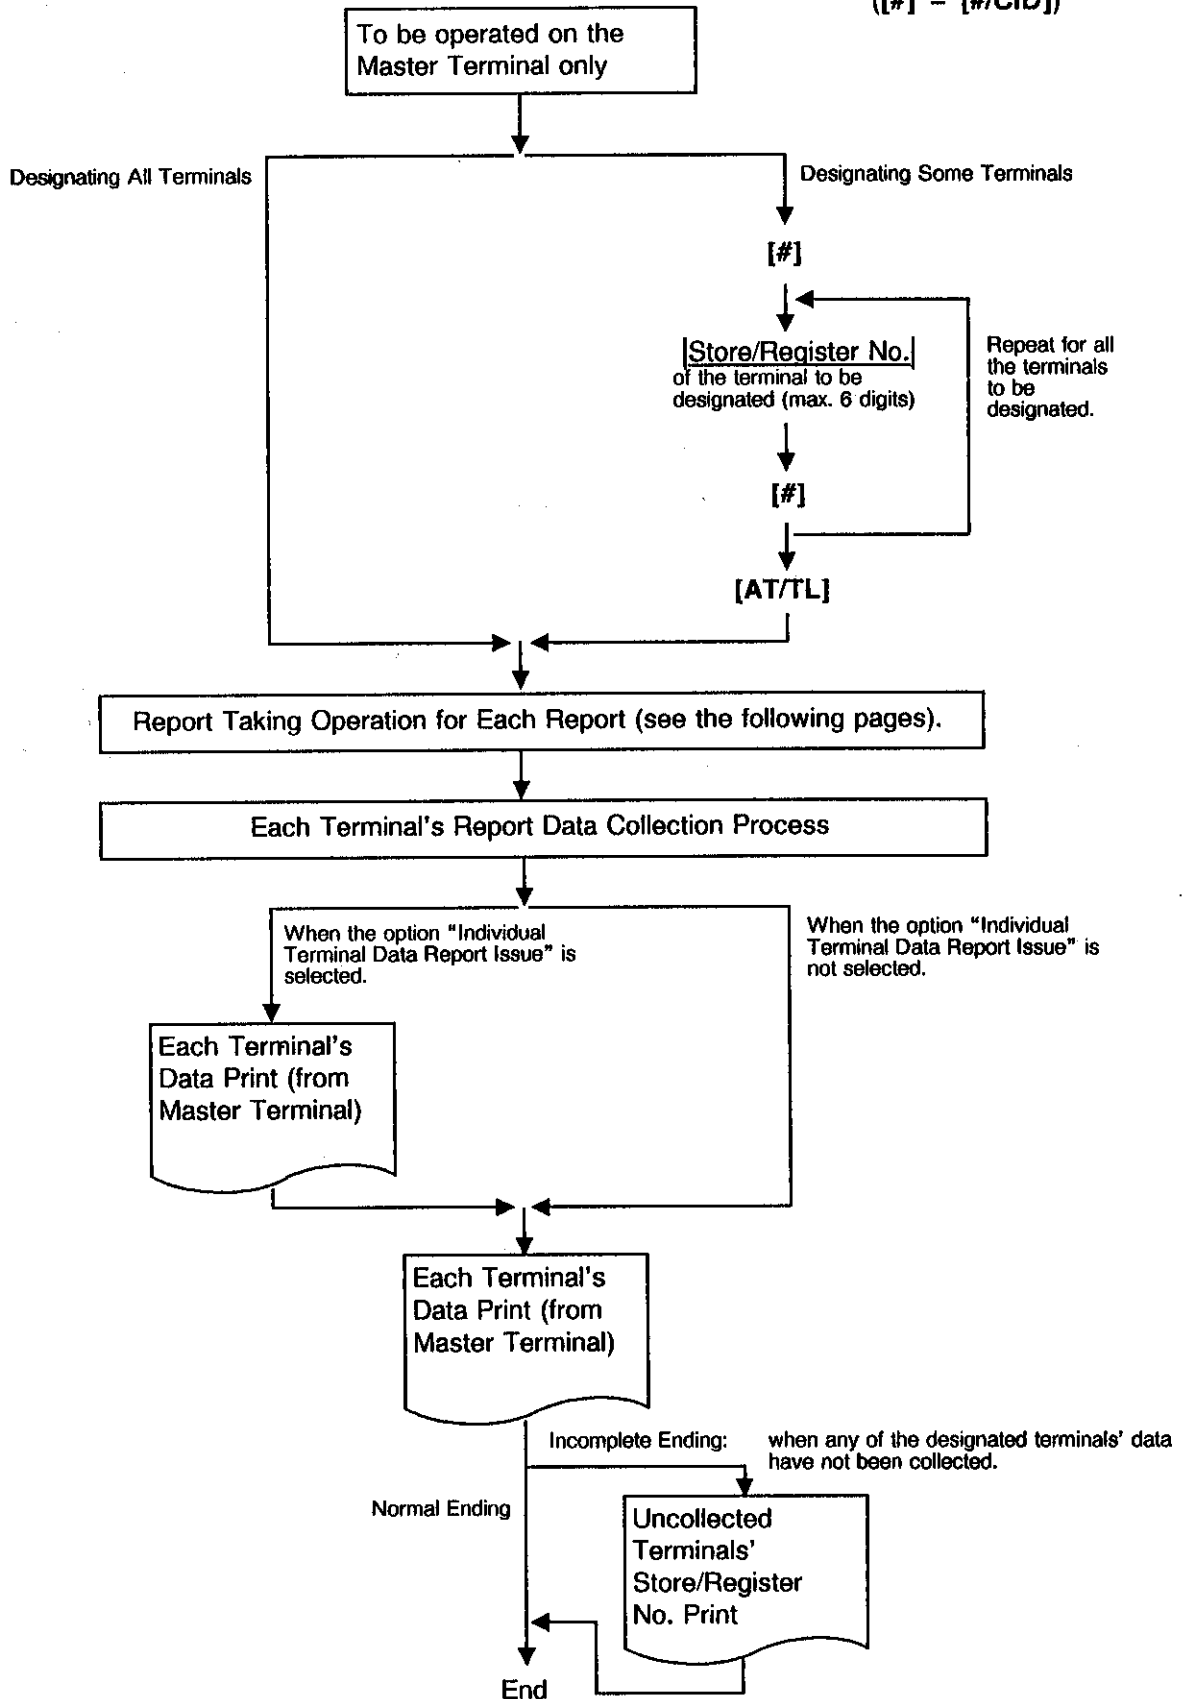 ([#] = [#/CID])
To be operated on the
Master Terminal only
Designating All Terminals
Designating Some Terminals
[#]
Store/Register No.
of the terminal to be
designated (max. 6 digits)
Repeat for all
the terminals
to be
designated.
[#]
[AT/TL]
Report Taking Operation for Each Report (see the following pages).
Each Terminal's Report Data Collection Process
When the option "Individual
Terminal Data Report Issue" is
selected.
When the option "Individual
Terminal Data Report Issue" is
not selected.
Each Terminal's
Data Print (from
Master Terminal)
Each Terminal's
Data Print (from
Master Terminal)
Incomplete Ending: when any of the designated terminals' data
have not been collected.
Normal Ending
Uncollected
Terminals'
Store/Register
No. Print
End